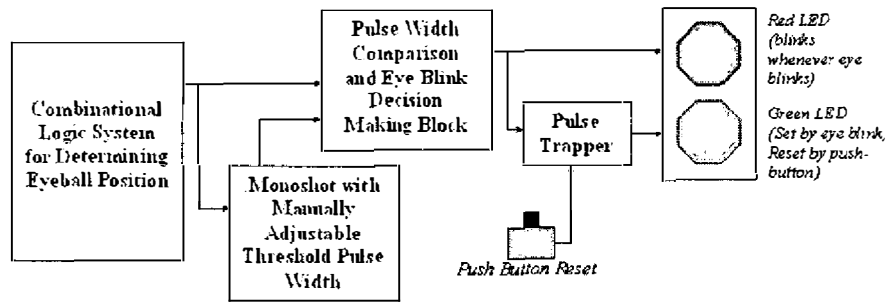 Combinational
Logic System
for Determining
Eyeball Position
Pulse Width
Comparison
and Eye Blink
Decision
Making Block
Monoshot with
Manually
Adjustable
Threshold Pulse
Width
Pulse
Trapper
Push Button Reset
Red LED
(blinks
whenever eye
blinks)
Green LED
(Set by eye blink,
Reset by push-
button)